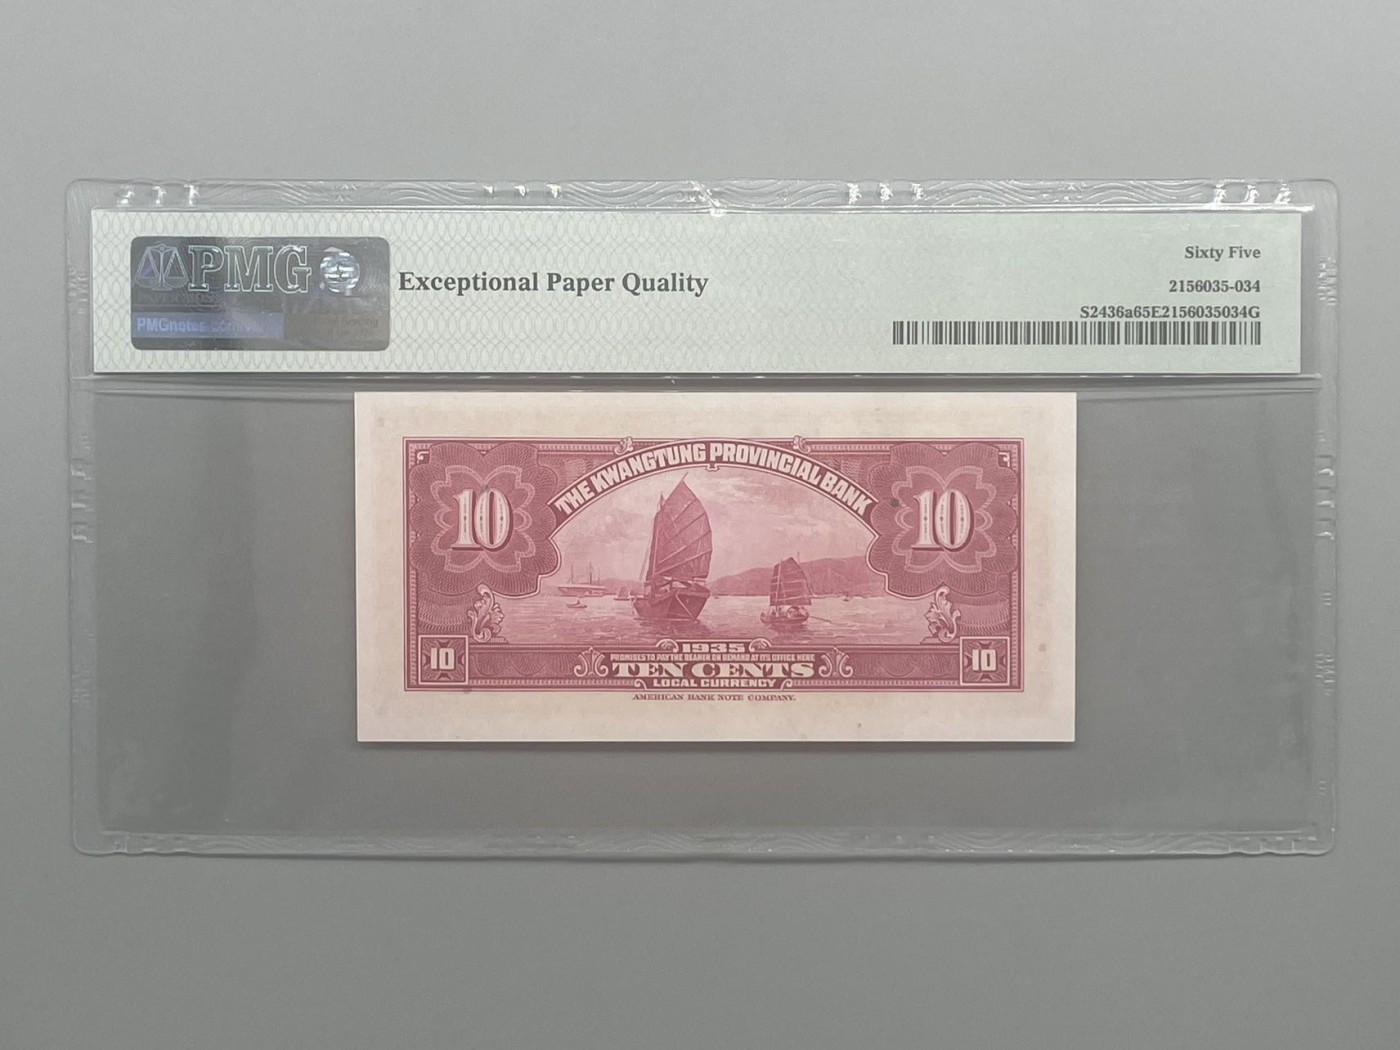 PMG
PMGnotes.com
Exceptional Paper Quality
Sixty Five
2156035-034
S2436a65E2156035034G
THE KWANGTUNG PROVINCIAL BANK
10
10
1935
PROMISES TO PAY THE BEARER ON DEMAND AT ITS OFFICE HERE
10
TEN CENTS
10
LOCAL CURRENCY
AMERICAN BANK NOTE COMPANY.